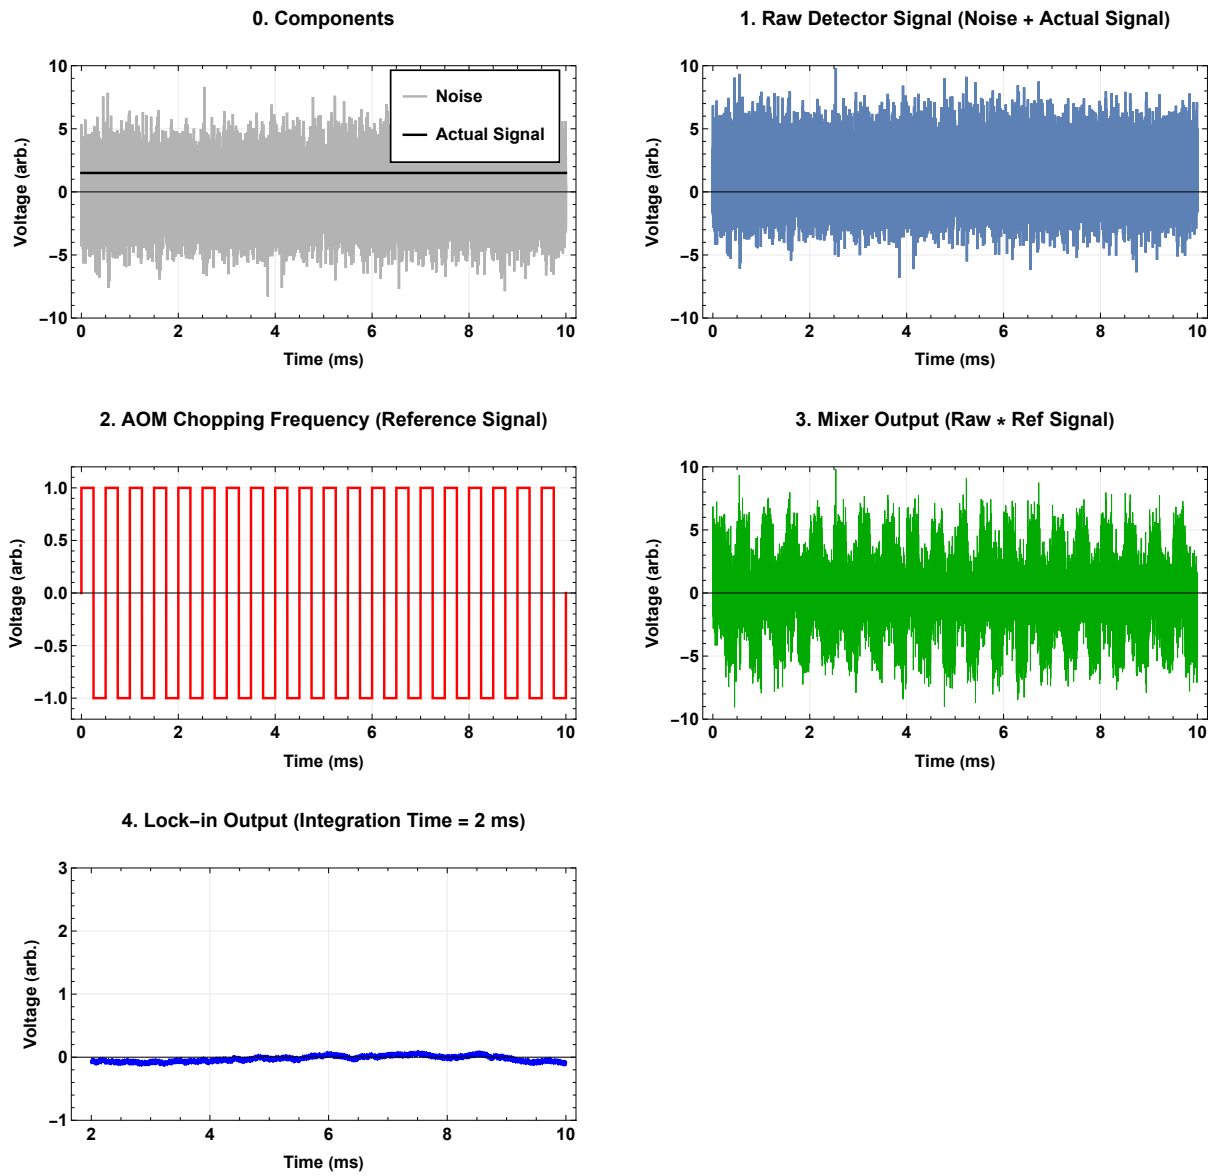 0. Components
10
5
0
−5
−10
Voltage (arb.)
Noise
Actual Signal
0 2 4 6 8 10
Time (ms)
1. Raw Detector Signal (Noise + Actual Signal)
10
5
0
−5
−10
Voltage (arb.)
0 2 4 6 8 10
Time (ms)
2. AOM Chopping Frequency (Reference Signal)
1.0
0.5
0.0
−0.5
−1.0
Voltage (arb.)
0 2 4 6 8 10
Time (ms)
3. Mixer Output (Raw * Ref Signal)
10
5
0
−5
−10
Voltage (arb.)
0 2 4 6 8 10
Time (ms)
4. Lock−in Output (Integration Time = 2 ms)
3
2
1
0
−1
Voltage (arb.)
2 4 6 8 10
Time (ms)